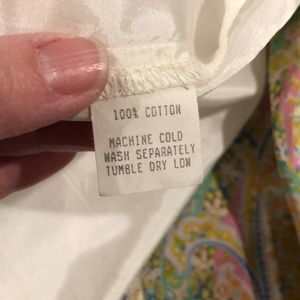 100% COTTON
MACHINE COLD
WASH SEPARATELY
TUMBLE DRY LOW